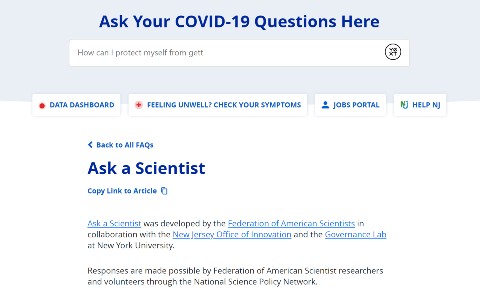 Ask Your COVID-19 Questions Here
How can I protect myself from gett
DATA DASHBOARD
FEELING UNWELL? CHECK YOUR SYMPTOMS
JOBS PORTAL
HELP NJ
Back to All FAQs
Ask a Scientist
Copy Link to Article
Ask a Scientist was developed by the Federation of American Scientists in
collaboration with the New Jersey Office of Innovation and the Governance Lab
at New York University.
Responses are made possible by Federation of American Scientist researchers
and volunteers through the National Science Policy Network.